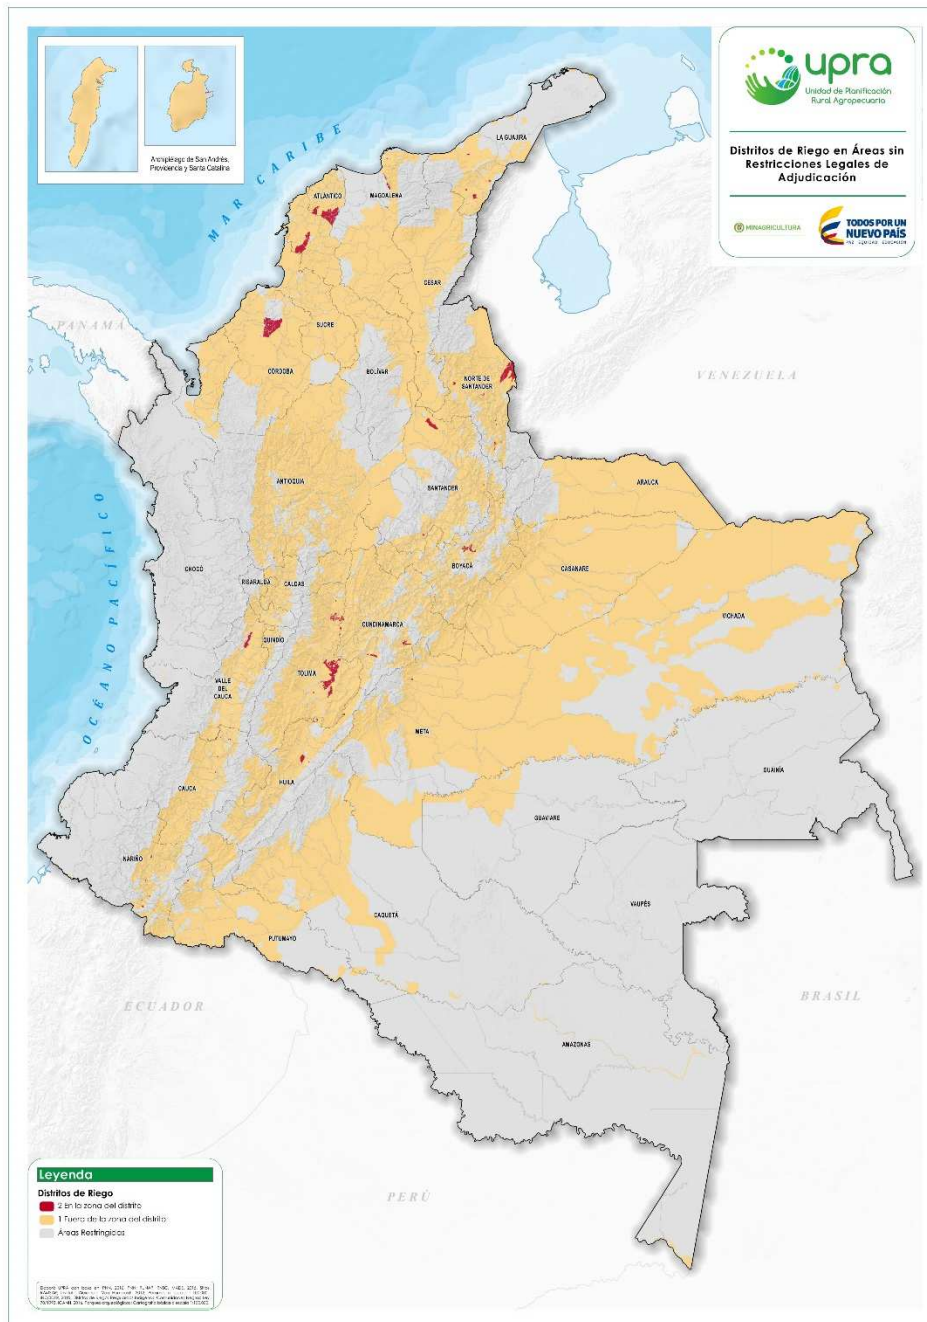 upra
Unidad de Planificación
Rural Agropecuaria
Distritos de Riego en Áreas sin
Restricciones Legales de
Adjudicación
MINAGRICULTURA
TODOS POR UN
NUEVO PAÍS
PAZ EQUIDAD EDUCACIÓN
Archipiélago de San Andrés,
Providencia y Santa Catalina
MAR CARIBE
LA GUAJIRA
ATLÁNTICO
MAGDALENA
CESAR
PANAMÁ
SUCRE
VENEZUELA
CÓRDOBA
BOLÍVAR
NORTE DE
SANTANDER
ANTIOQUIA
SANTANDER
ARAUCA
OCÉANO PACÍFICO
CHOCÓ
BOYACÁ
CASANARE
RISARALDA
CALDAS
VICHADA
CUNDINAMARCA
QUINDÍO
TOLIMA
VALLE
DEL
CAUCA
META
GUAINÍA
HUILA
CAUCA
GUAVIARE
NARIÑO
VAUPÉS
CAQUETÁ
PUTUMAYO
ECUADOR
BRASIL
AMAZONAS
PERÚ
Leyenda
Distritos de Riego
2 En la zona del distrito
1 Fuera de la zona del distrito
Áreas Restringidas